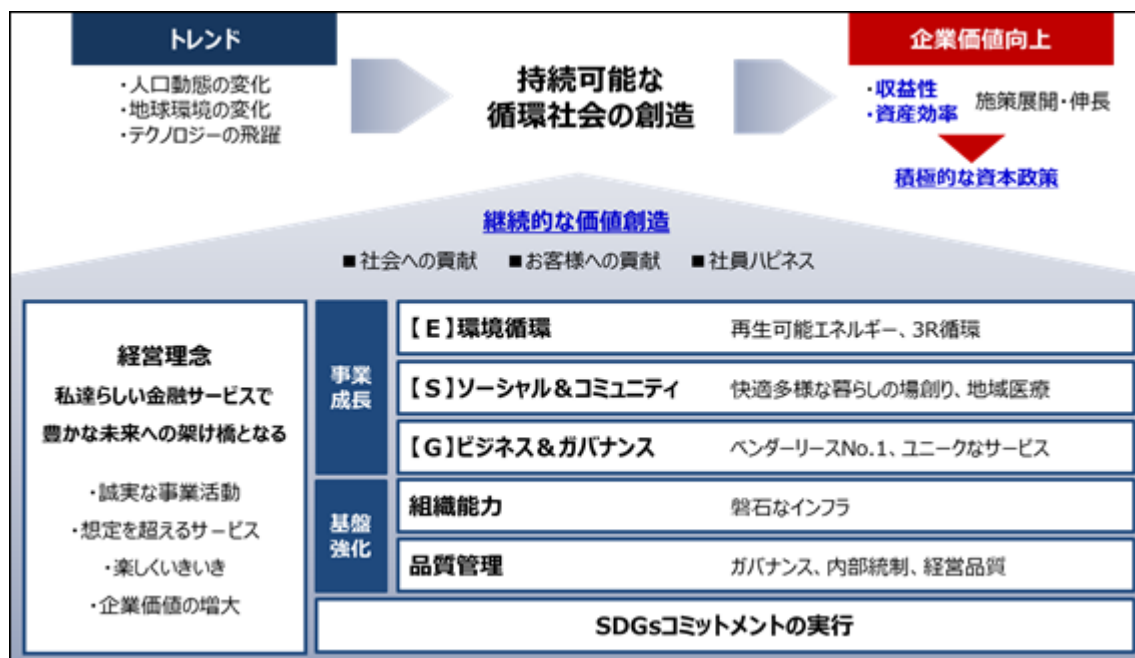 トレンド
・人口動態の変化
・地球環境の変化
・テクノロジーの飛躍
持続可能な
循環社会の創造
企業価値向上
・収益性
・資産効率
施策展開・伸長
積極的な資本政策
継続的な価値創造
■社会への貢献 ■お客様への貢献 ■社員ハピネス
経営理念
私達らしい金融サービスで
豊かな未来への架け橋となる
・誠実な事業活動
・想定を超えるサービス
・楽しくいきいき
・企業価値の増大
事業
成長
【E】環境循環 再生可能エネルギー、3R循環
【S】ソーシャル&コミュニティ 快適多様な暮らしの場創り、地域医療
【G】ビジネス&ガバナンス ベンダーリースNo.1、ユニークなサービス
基盤
強化
組織能力 磐石なインフラ
品質管理 ガバナンス、内部統制、経営品質
SDGsコミットメントの実行